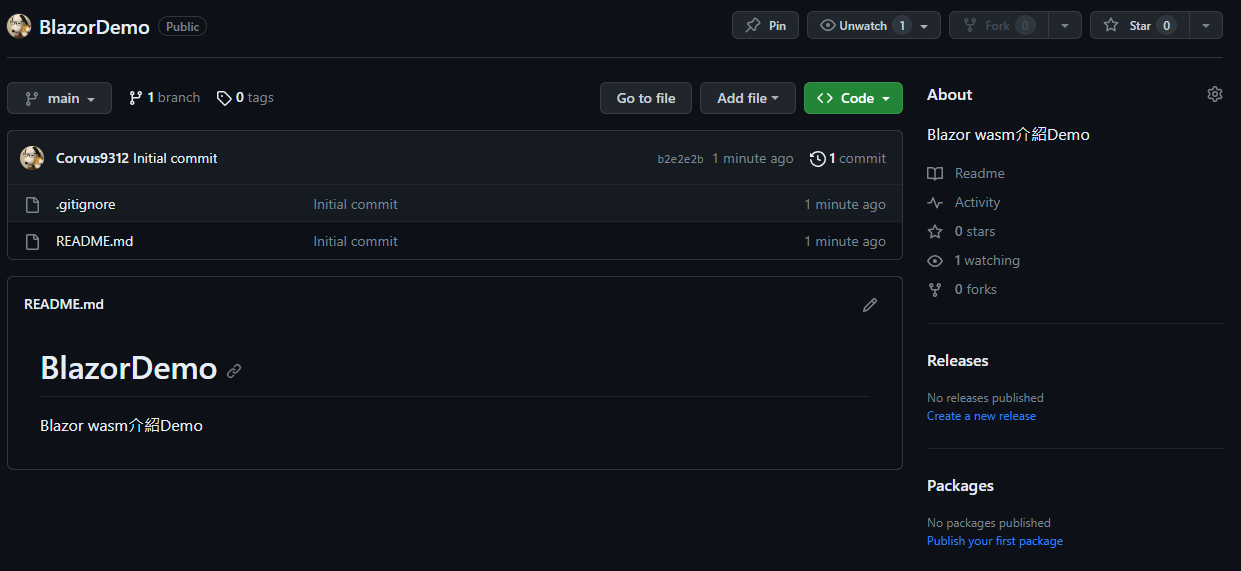 BlazorDemo Public Pin Unwatch 1 Fork 0 Star 0
main 1 branch 0 tags Go to file Add file Code
Corvus9312 Initial commit b2e2e2b 1 minute ago 1 commit
.gitignore Initial commit 1 minute ago
README.md Initial commit 1 minute ago
README.md
BlazorDemo
Blazor wasm介紹Demo
About
Blazor wasm介紹Demo
Readme
Activity
0 stars
1 watching
0 forks
Releases
No releases published
Create a new release
Packages
No packages published
Publish your first package